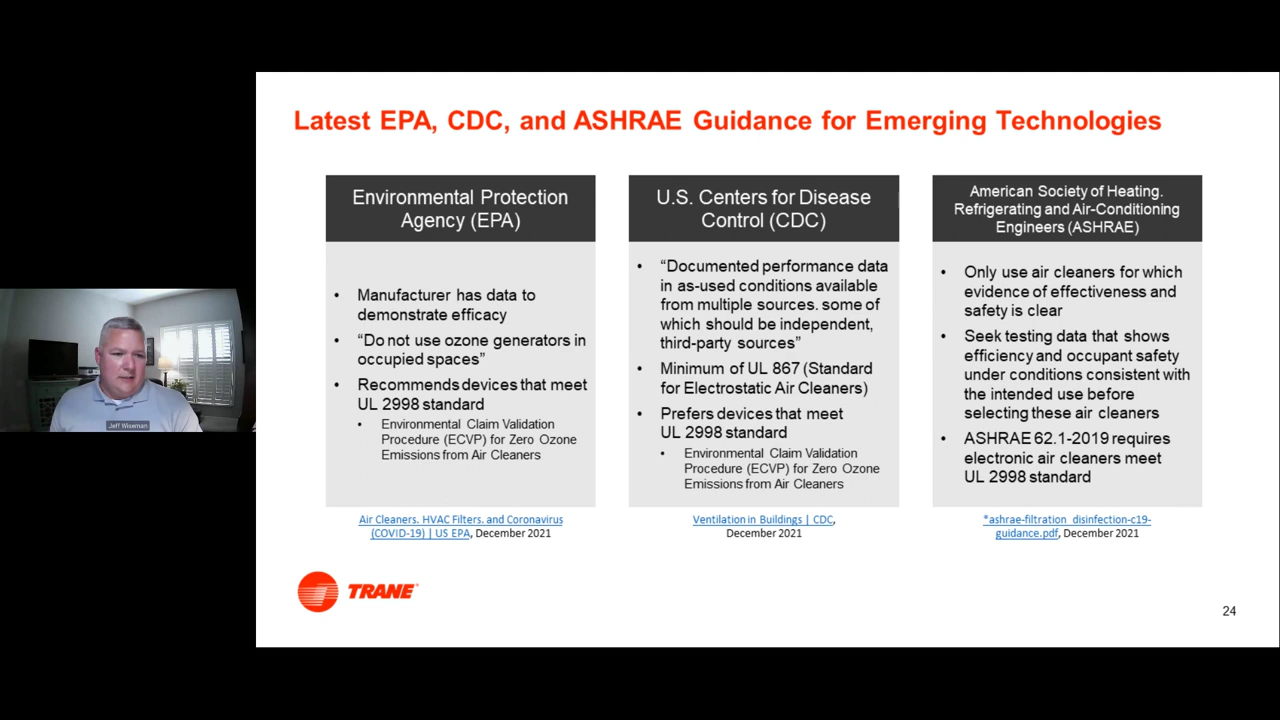 Latest EPA, CDC, and ASHRAE Guidance for Emerging Technologies
Environmental Protection
Agency (EPA)
• Manufacturer has data to
demonstrate efficacy
• “Do not use ozone generators in
occupied spaces”
• Recommends devices that meet
UL 2998 standard
• Environmental Claim Validation
Procedure (ECVP) for Zero Ozone
Emissions from Air Cleaners
Air Cleaners. HVAC Filters. and Coronavirus
(COVID-19) | US EPA, December 2021
U.S. Centers for Disease
Control (CDC)
• “Documented performance data
in as-used conditions available
from multiple sources. some of
which should be independent,
third-party sources”
• Minimum of UL 867 (Standard
for Electrostatic Air Cleaners)
• Prefers devices that meet
UL 2998 standard
• Environmental Claim Validation
Procedure (ECVP) for Zero Ozone
Emissions from Air Cleaners
Ventilation in Buildings | CDC,
December 2021
American Society of Heating.
Refrigerating and Air-Conditioning
Engineers (ASHRAE)
• Only use air cleaners for which
evidence of effectiveness and
safety is clear
• Seek testing data that shows
efficiency and occupant safety
under conditions consistent with
the intended use before
selecting these air cleaners
• ASHRAE 62.1-2019 requires
electronic air cleaners meet
UL 2998 standard
*ashrae-filtration disinfection-c19-
guidance.pdf, December 2021
Jeff Wiseman
TRANE
24